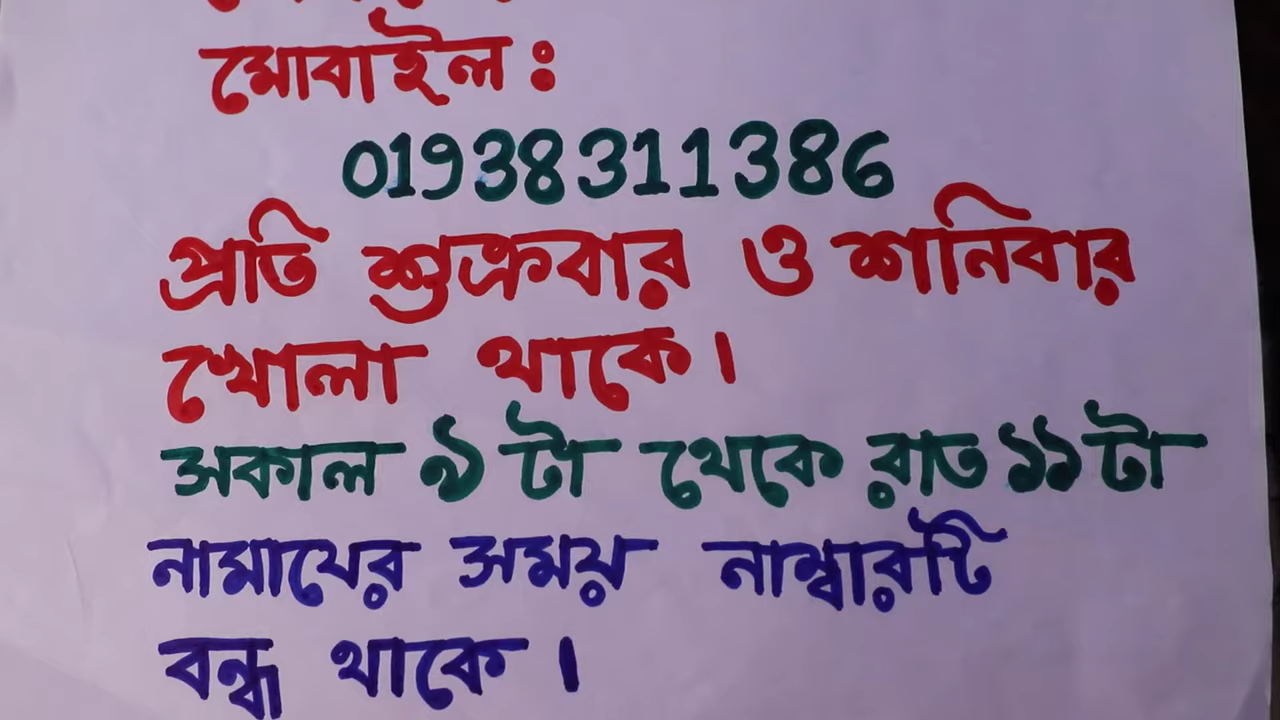 মোবাইল :
01938311386
প্রতি শুক্রবার ও শনিবার
খোলা থাকে।
সকাল ৯ টা থেকে রাত ১১ টা
নামাযের সময় নাম্বারটি
বন্ধ থাকে ।